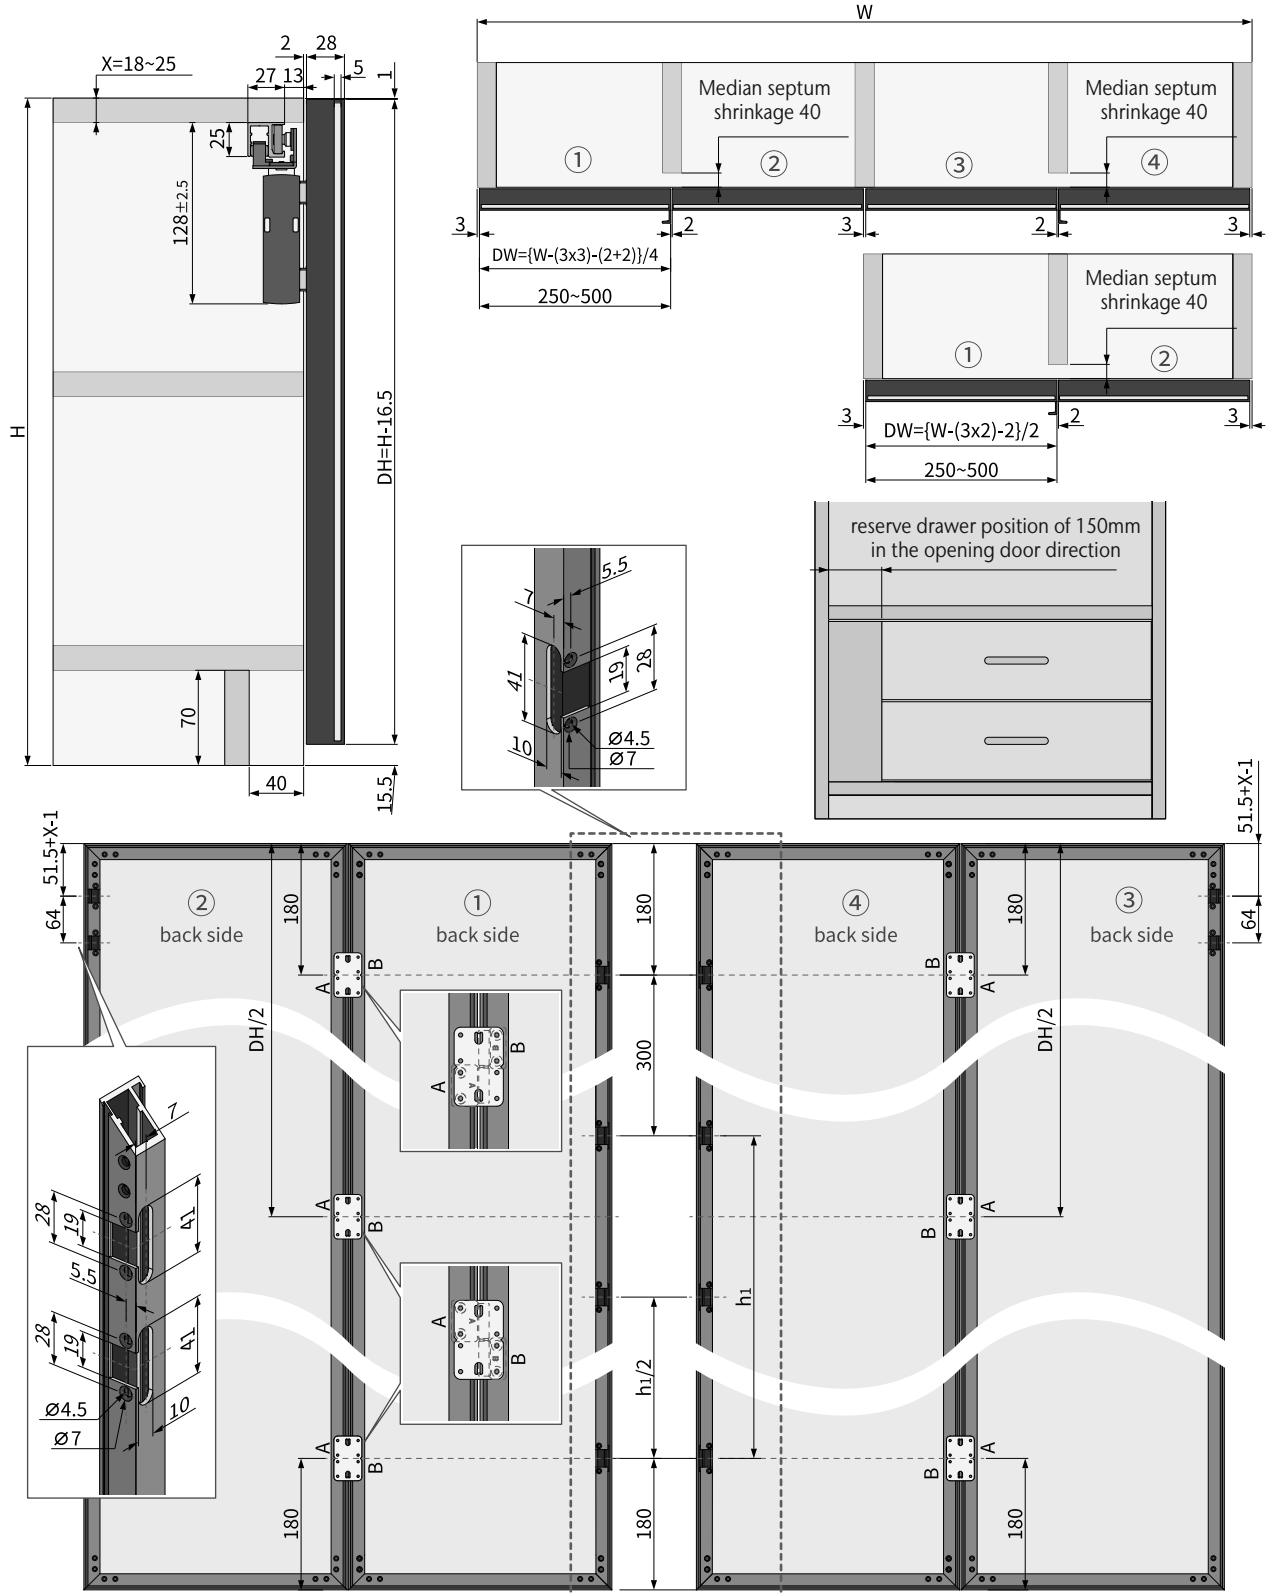 W
2
28
X=18~25
27
13
5
1
25
128±2.5
H
DH=H-16.5
70
40
15.5
Median septum
shrinkage 40
Median septum
shrinkage 40
①
②
③
④
3
2
3
2
3
DW={W-(3x3)-(2+2)}/4
250~500
Median septum
shrinkage 40
①
②
3
2
3
DW={W-(3x2)-2}/2
250~500
reserve drawer position of 150mm
in the opening door direction
5.5
7
41
19
28
10
Ø4.5
Ø7
51.5+X-1
64
②
back side
180
A
B
①
back side
180
④
back side
180
B
A
③
back side
51.5+X-1
64
DH/2
A
B
B
A
300
DH/2
7
28
19
41
5.5
28
19
41
Ø4.5
Ø7
10
A
B
A
B
A
B
B
A
h1
h1/2
A
B
B
A
180
180
180